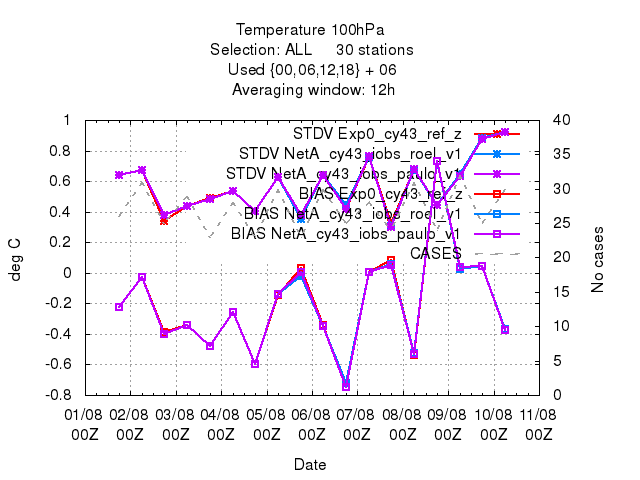 Temperature 100hPa
Selection: ALL 30 stations
Used {00,06,12,18} + 06
Averaging window: 12h
deg C
No cases
1
0.8
0.6
0.4
0.2
0
-0.2
-0.4
-0.6
-0.8
40
35
30
25
20
15
10
5
0
STDV Exp0_cy43_ref_z
STDV NetA_cy43_iobs_roel_v1
STDV NetA_cy43_iobs_paulo_v1
BIAS Exp0_cy43_ref_z
BIAS NetA_cy43_iobs_roel_v1
BIAS NetA_cy43_iobs_paulo_v1
CASES
01/08 02/08 03/08 04/08 05/08 06/08 07/08 08/08 09/08 10/08 11/08
00Z 00Z 00Z 00Z 00Z 00Z 00Z 00Z 00Z 00Z 00Z
Date